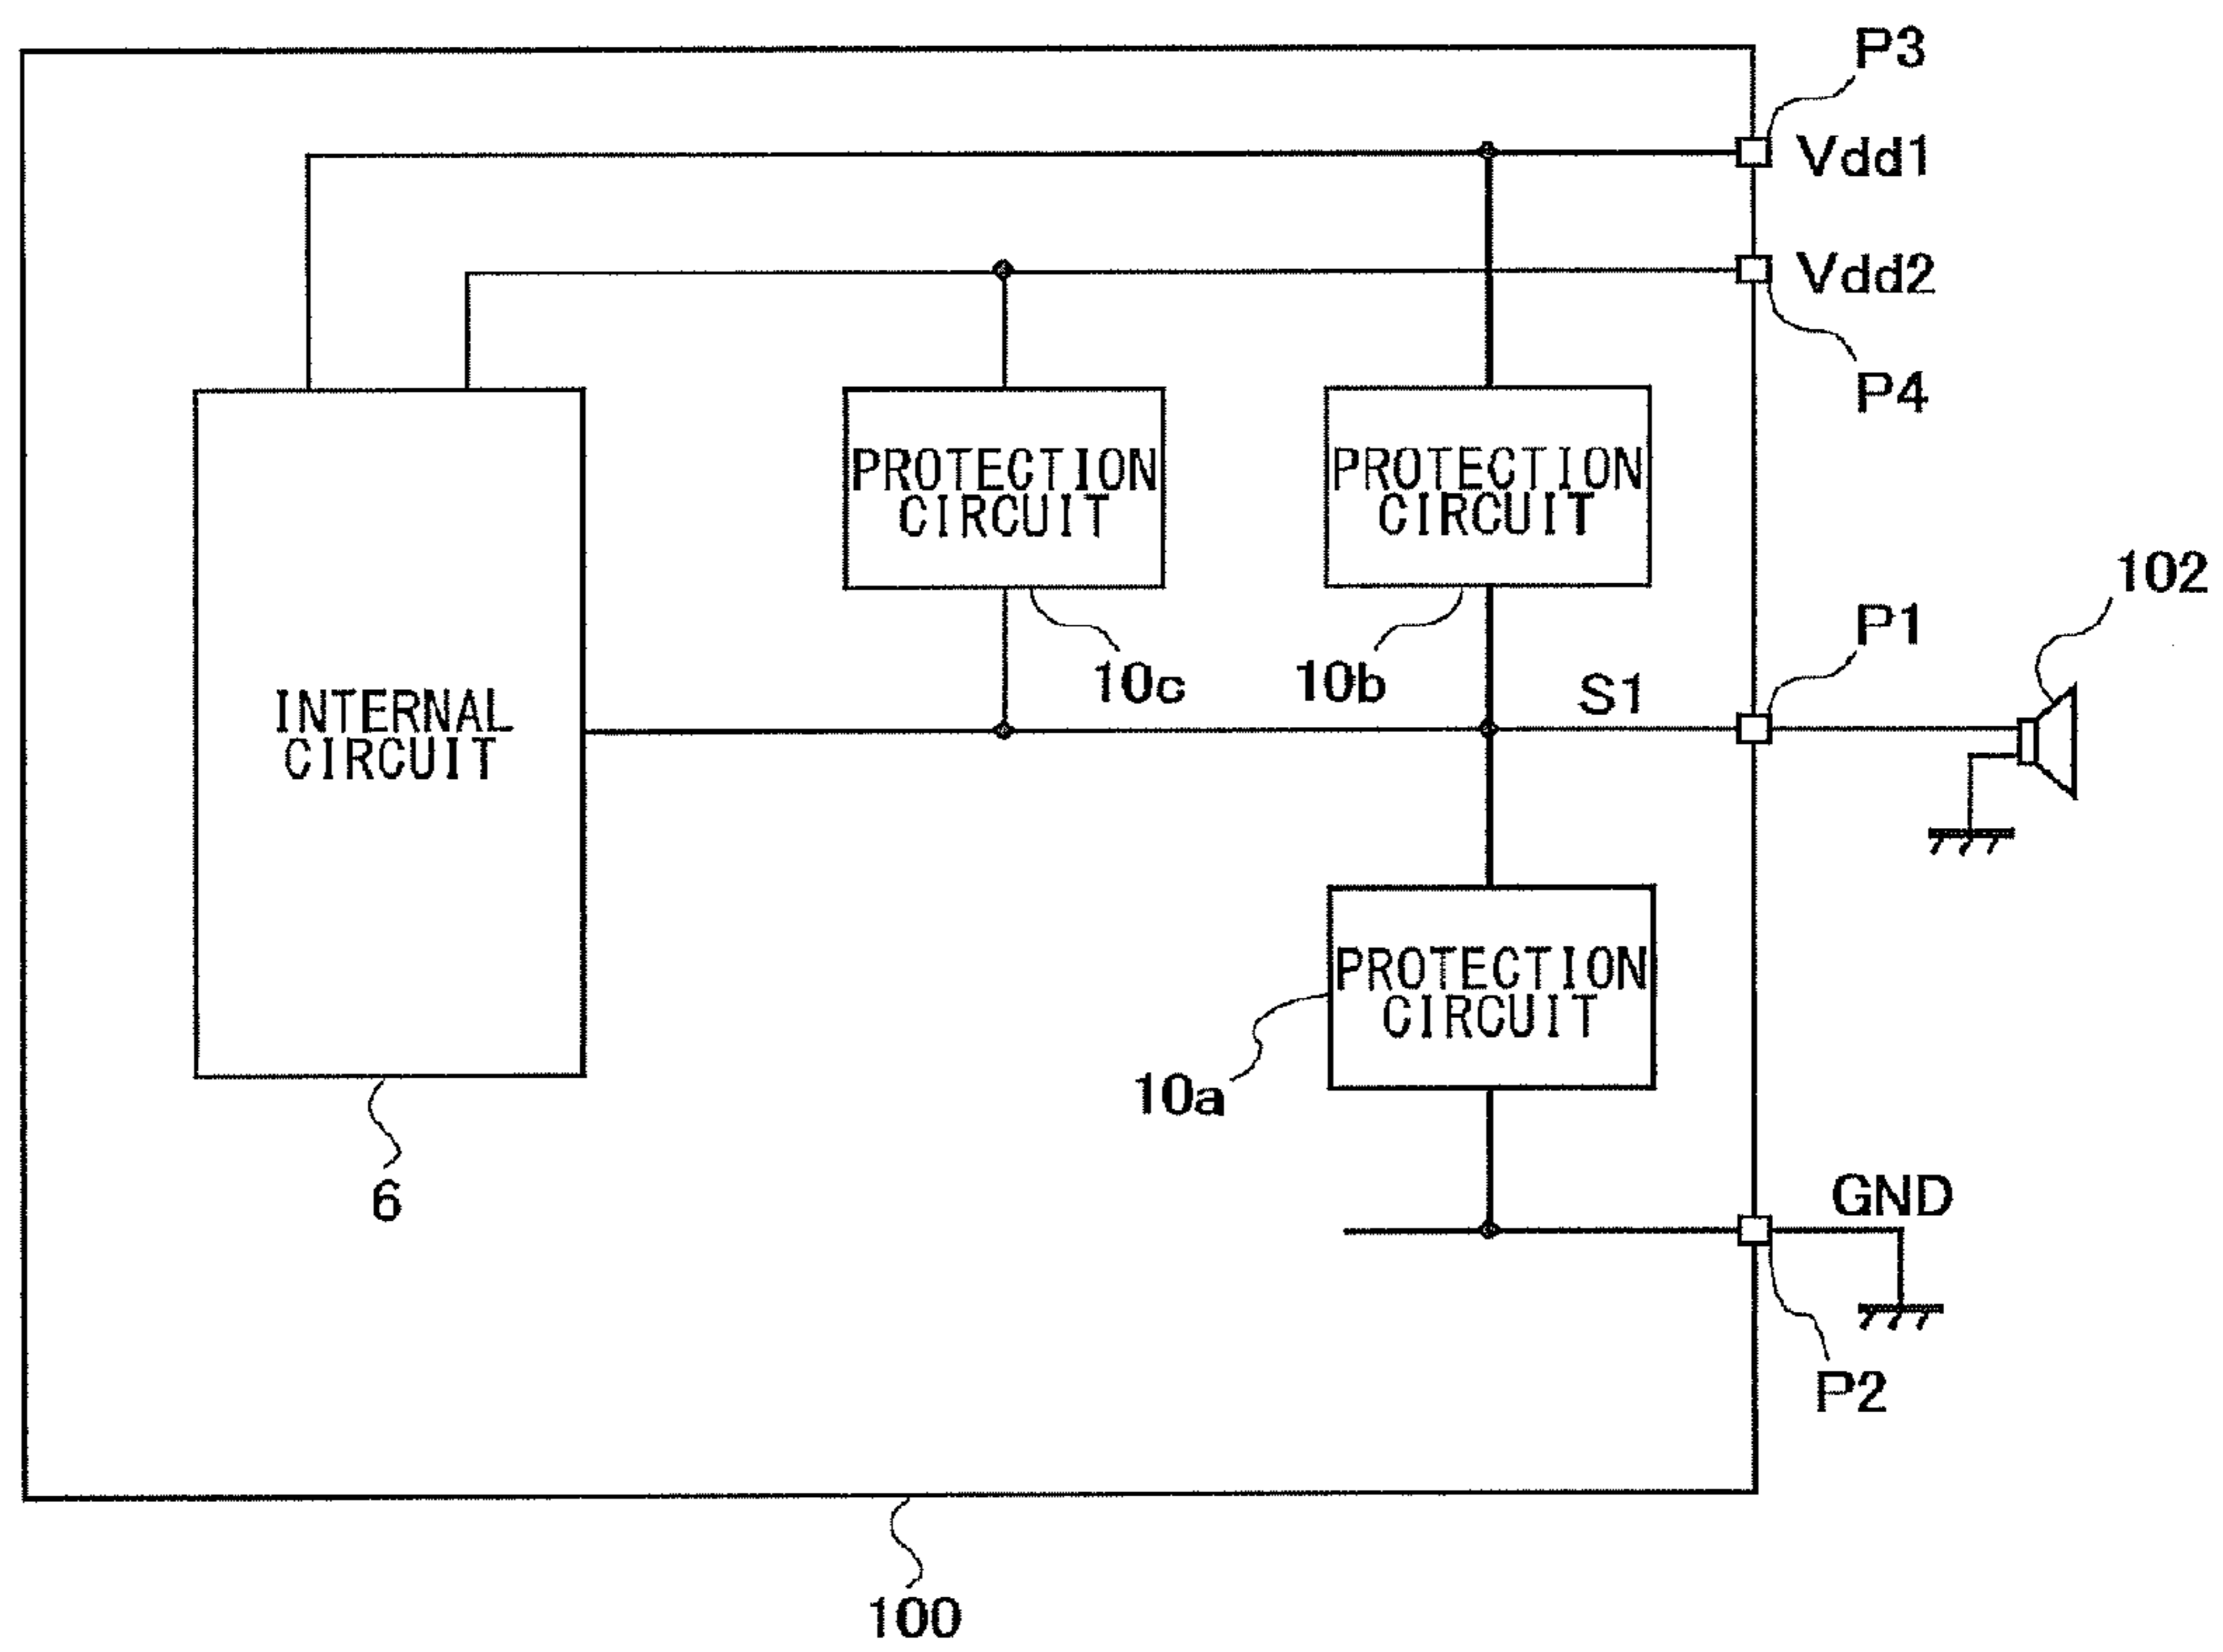 P3
Vdd1
Vdd2
P4
PROTECTION
CIRCUIT
PROTECTION
CIRCUIT
102
P1
10c
10b
S1
INTERNAL
CIRCUIT
PROTECTION
CIRCUIT
10a
6
GND
P2
100